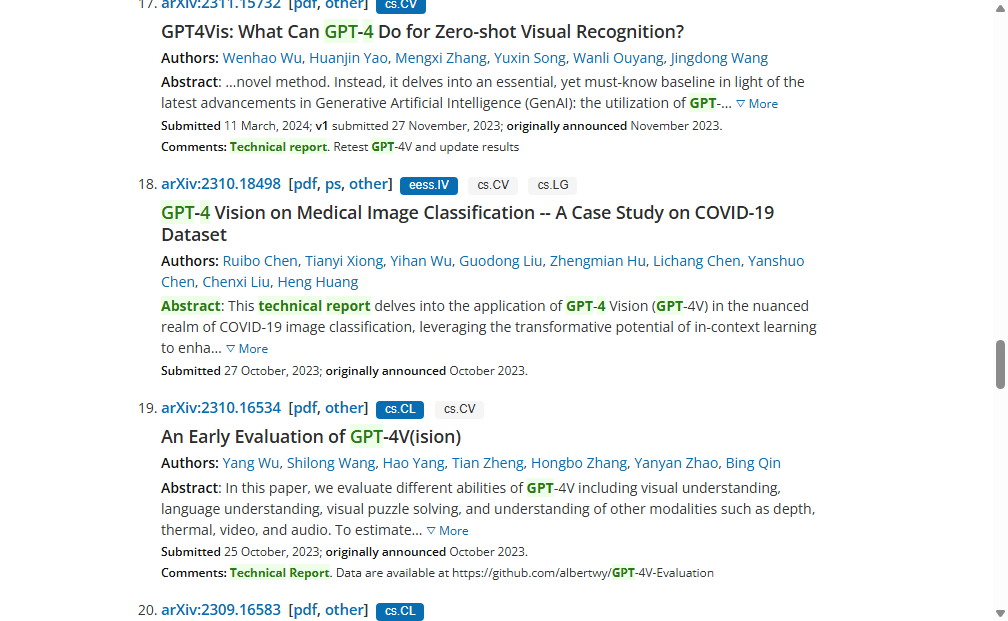 17. arXiv:2311.15732 [pdf, other] cs.CV
GPT4Vis: What Can GPT-4 Do for Zero-shot Visual Recognition?
Authors: Wenhao Wu, Huanjin Yao, Mengxi Zhang, Yuxin Song, Wanli Ouyang, Jingdong Wang
Abstract: ...novel method. Instead, it delves into an essential, yet must-know baseline in light of the
latest advancements in Generative Artificial Intelligence (GenAI): the utilization of GPT-... ▽ More
Submitted 11 March, 2024; v1 submitted 27 November, 2023; originally announced November 2023.
Comments: Technical report. Retest GPT-4V and update results
18. arXiv:2310.18498 [pdf, ps, other] eess.IV cs.CV cs.LG
GPT-4 Vision on Medical Image Classification -- A Case Study on COVID-19
Dataset
Authors: Ruibo Chen, Tianyi Xiong, Yihan Wu, Guodong Liu, Zhengmian Hu, Lichang Chen, Yanshuo
Chen, Chenxi Liu, Heng Huang
Abstract: This technical report delves into the application of GPT-4 Vision (GPT-4V) in the nuanced
realm of COVID-19 image classification, leveraging the transformative potential of in-context learning
to enha... ▽ More
Submitted 27 October, 2023; originally announced October 2023.
19. arXiv:2310.16534 [pdf, other] cs.CL cs.CV
An Early Evaluation of GPT-4V(ision)
Authors: Yang Wu, Shilong Wang, Hao Yang, Tian Zheng, Hongbo Zhang, Yanyan Zhao, Bing Qin
Abstract: In this paper, we evaluate different abilities of GPT-4V including visual understanding,
language understanding, visual puzzle solving, and understanding of other modalities such as depth,
thermal, video, and audio. To estimate... ▽ More
Submitted 25 October, 2023; originally announced October 2023.
Comments: Technical Report. Data are available at https://github.com/albertwy/GPT-4V-Evaluation
20. arXiv:2309.16583 [pdf, other] cs.CL